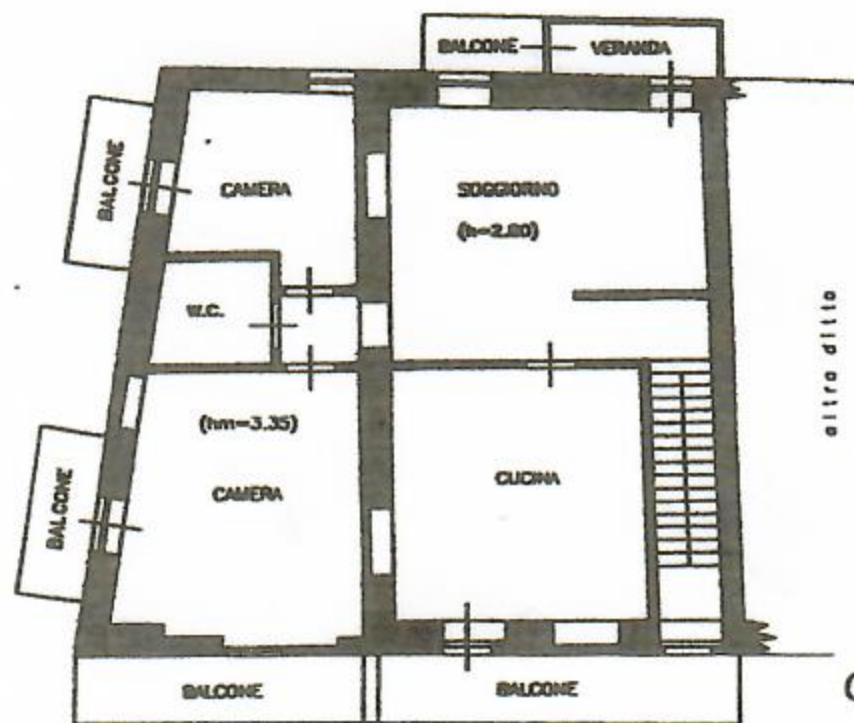 BALCONE
VERANDA
BALCONE
CAMERA
SOGGIORNO
(h=2.80)
W.C.
altra ditta
(hm=3.35)
CAMERA
CUCINA
BALCONE
BALCONE
BALCONE